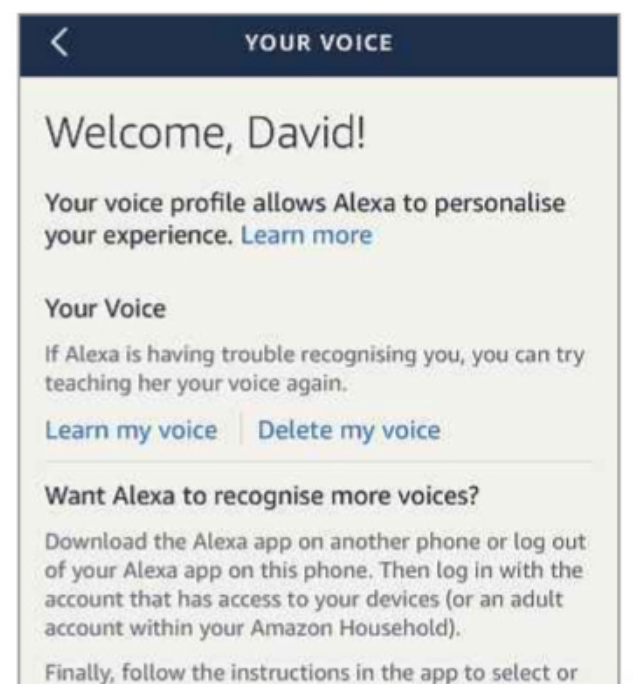 YOUR VOICE
Welcome, David!
Your voice profile allows Alexa to personalise
your experience. Learn more
Your Voice
If Alexa is having trouble recognising you, you can try
teaching her your voice again.
Learn my voice | Delete my voice
Want Alexa to recognise more voices?
Download the Alexa app on another phone or log out
of your Alexa app on this phone. Then log in with the
account that has access to your devices (or an adult
account within your Amazon Household).
Finally, follow the instructions in the app to select or